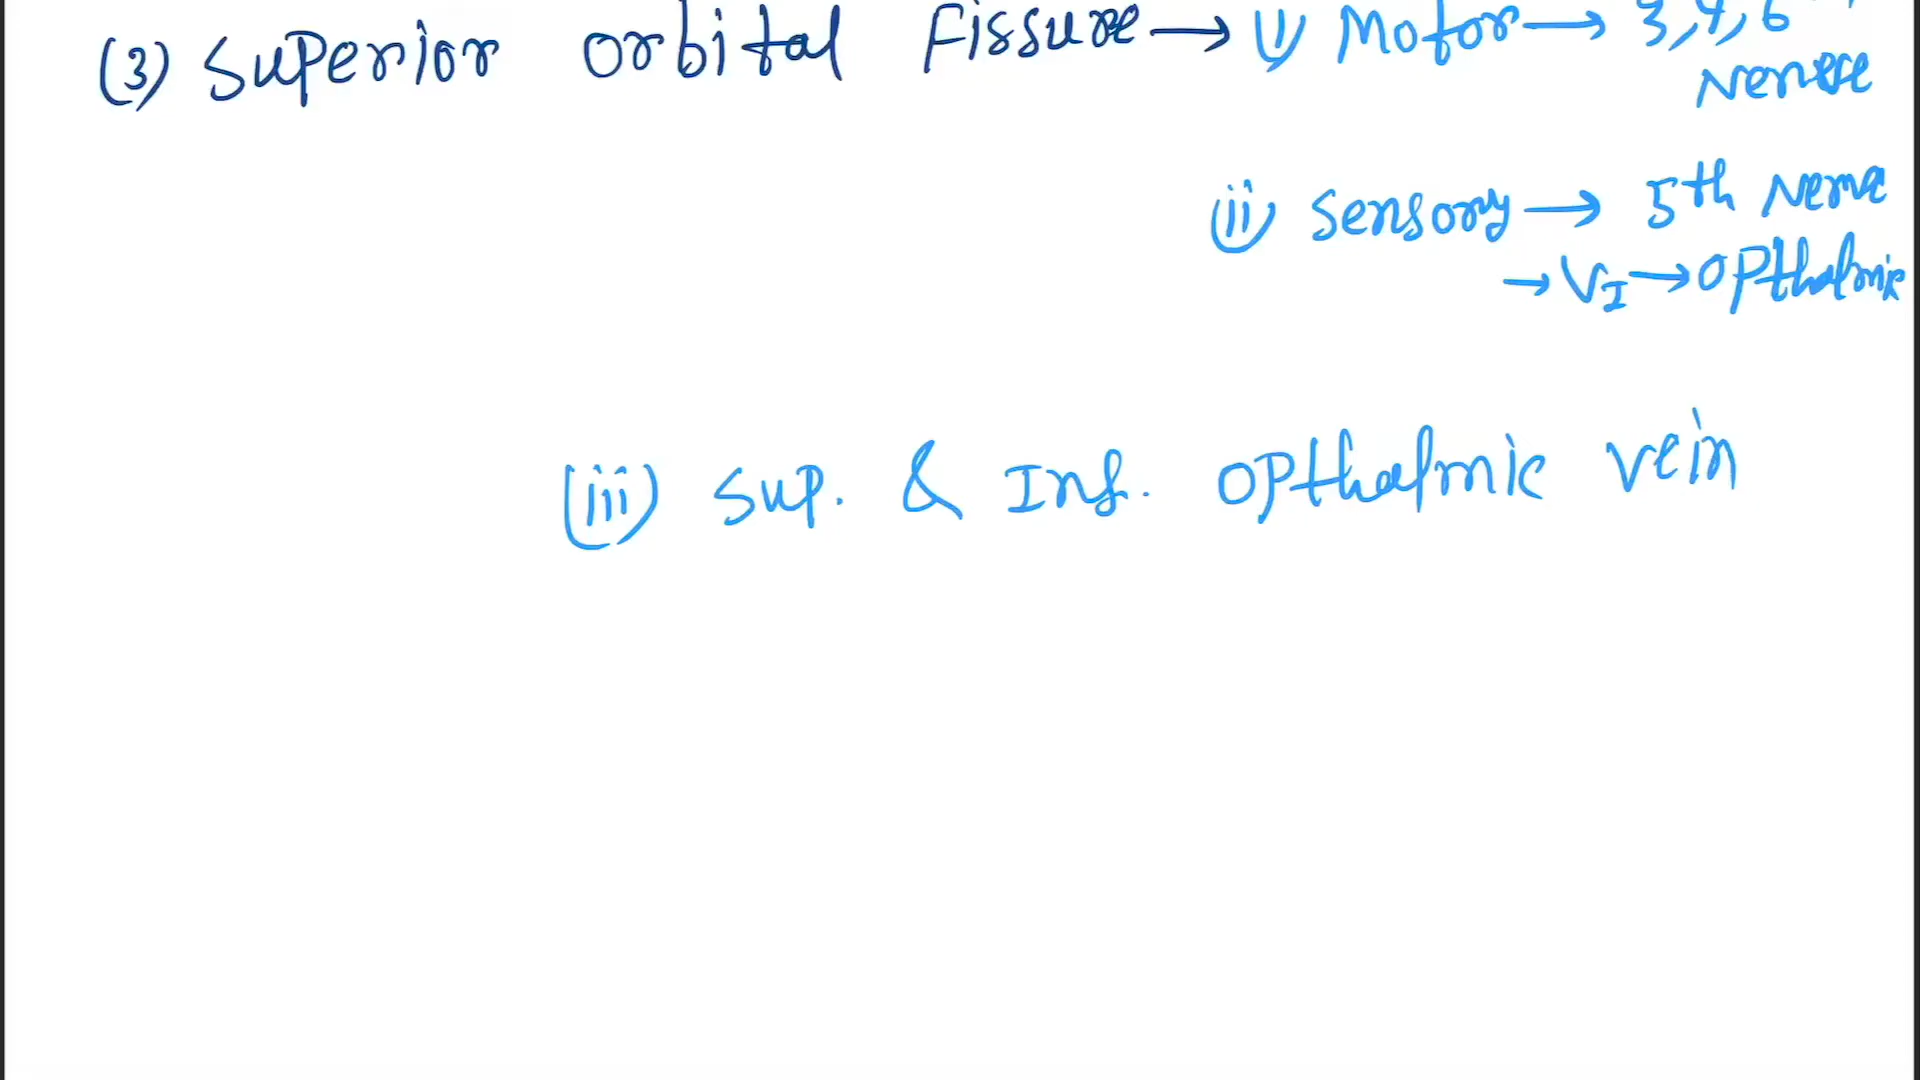 (3) Superior Orbital Fissure → (i) Motor → 3,4,6
Nerve
(ii) Sensory → 5th Nerve
→ V₁ → Opthalmic
(iii) Sup. & Inf. Opthalmic vein